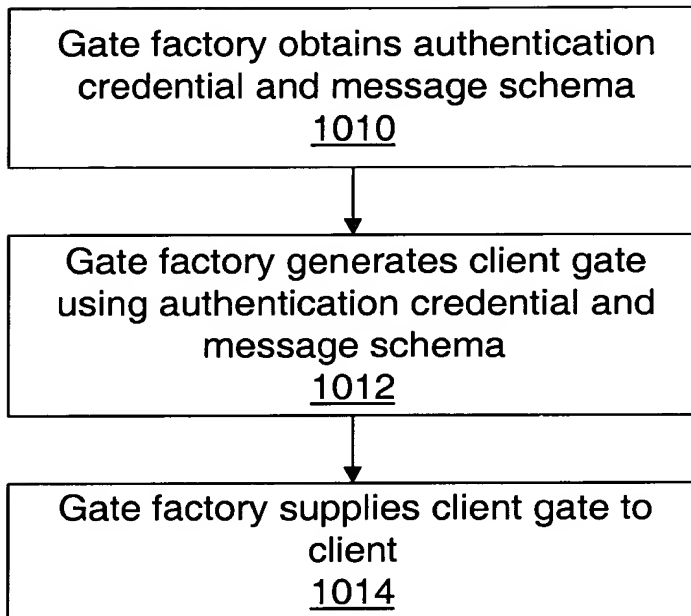 Gate factory obtains authentication
credential and message schema
1010
Gate factory generates client gate
using authentication credential and
message schema
1012
Gate factory supplies client gate to
client
1014